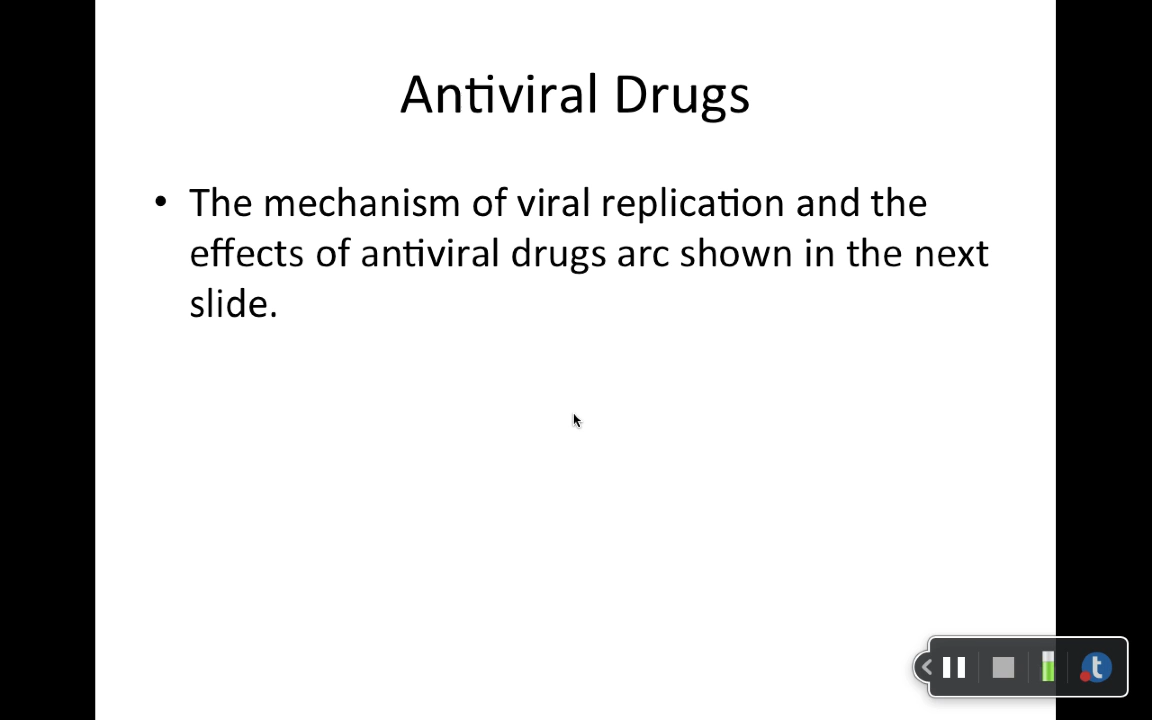 Antiviral Drugs
• The mechanism of viral replication and the
effects of antiviral drugs arc shown in the next
slide.
t